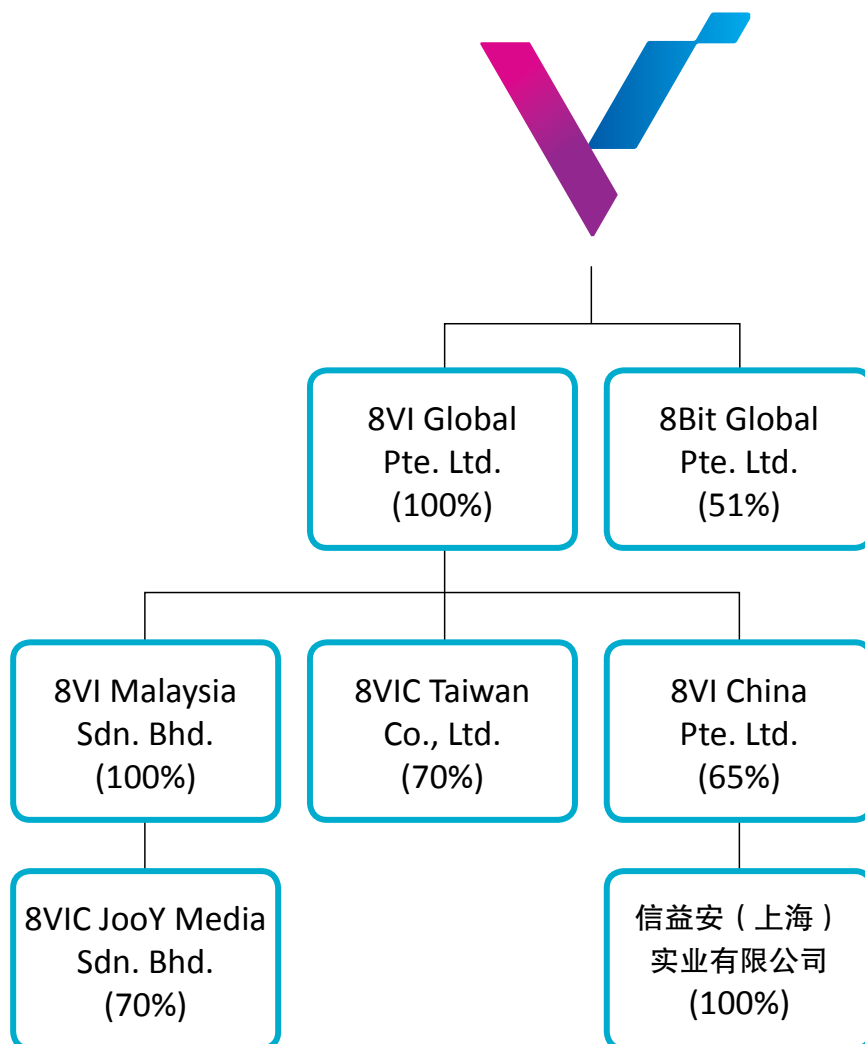 8VI Global
Pte. Ltd.
(100%)
8Bit Global
Pte. Ltd.
(51%)
8VI Malaysia
Sdn. Bhd.
(100%)
8VIC Taiwan
Co., Ltd.
(70%)
8VI China
Pte. Ltd.
(65%)
8VIC JooY Media
Sdn. Bhd.
(70%)
信益安（上海）
实业有限公司
(100%)